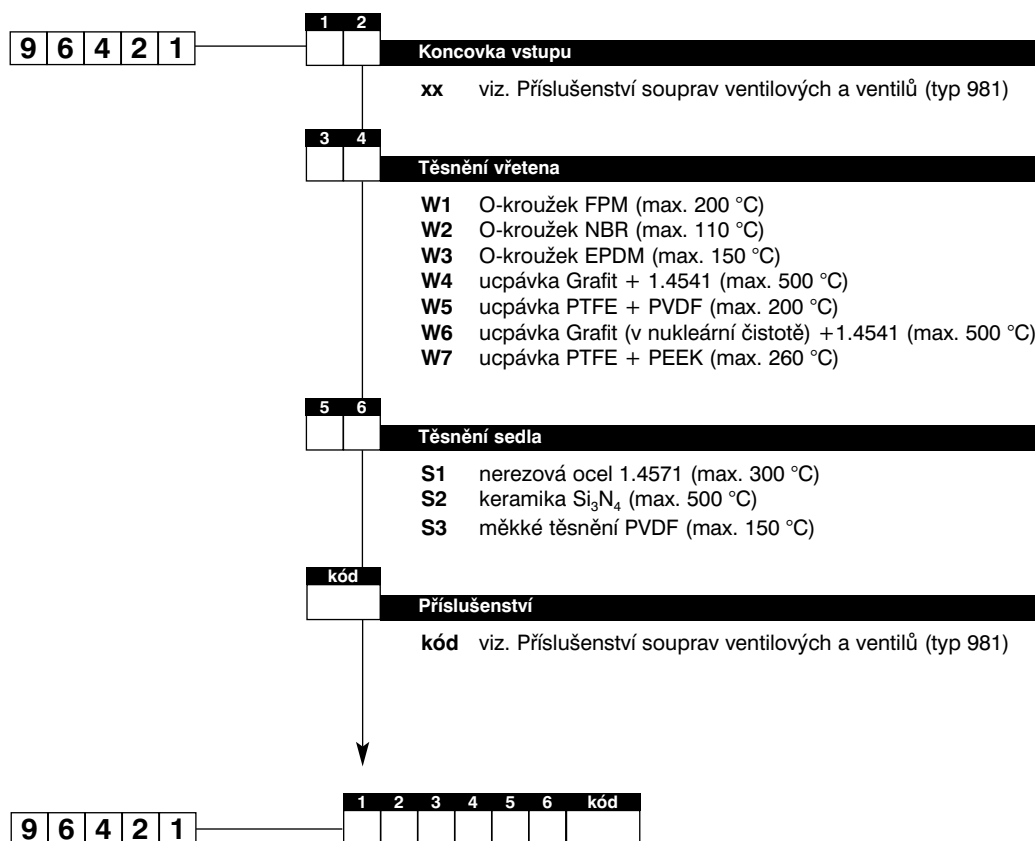 1 2
9 6 4 2 1
Koncovka vstupu
xx viz. Příslušenství souprav ventilových a ventilů (typ 981)
3 4
Těsnění vřetena
W1 O-kroužek FPM (max. 200 °C)
W2 O-kroužek NBR (max. 110 °C)
W3 O-kroužek EPDM (max. 150 °C)
W4 ucpávka Grafit + 1.4541 (max. 500 °C)
W5 ucpávka PTFE + PVDF (max. 200 °C)
W6 ucpávka Grafit (v nukleární čistotě) +1.4541 (max. 500 °C)
W7 ucpávka PTFE + PEEK (max. 260 °C)
5 6
Těsnění sedla
S1 nerezová ocel 1.4571 (max. 300 °C)
S2 keramika Si₃N₄ (max. 500 °C)
S3 měkké těsnění PVDF (max. 150 °C)
kód
Příslušenství
kód viz. Příslušenství souprav ventilových a ventilů (typ 981)
1 2 3 4 5 6 kód
9 6 4 2 1